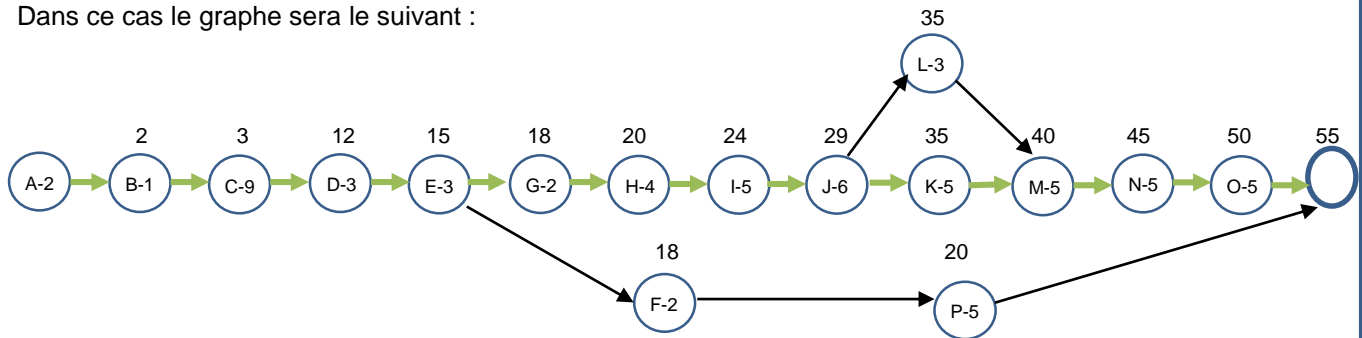 Dans ce cas le graphe sera le suivant :
35
L-3
2 3 12 15 18 20 24 29 35 40 45 50 55
A-2 B-1 C-9 D-3 E-3 G-2 H-4 I-5 J-6 K-5 M-5 N-5 O-5
18 20
F-2 P-5